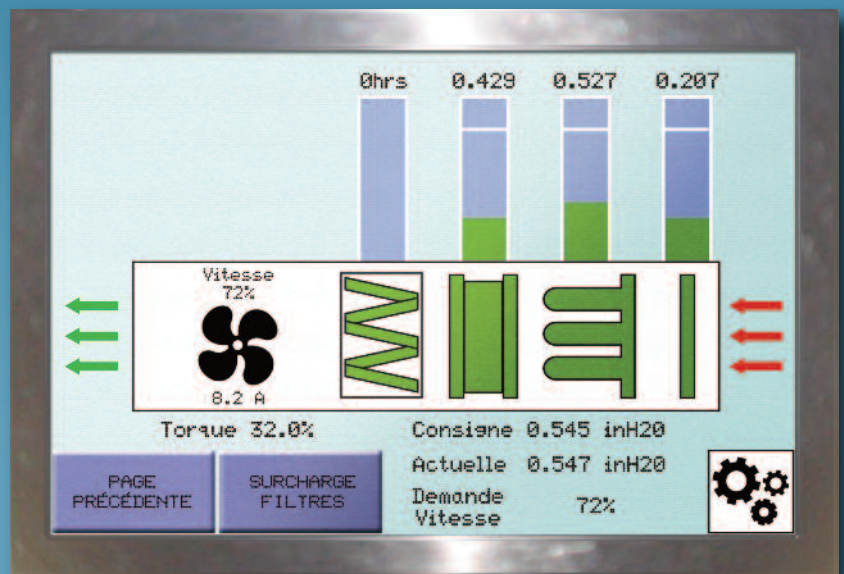 0hrs 0.429 0.527 0.207
Vitesse
72%
8.2 A
Torque 32.0%
Consigne 0.545 inH20
Actuelle 0.547 inH20
Demande
Vitesse
72%
PAGE
PRÉCÉDENTE
SURCHARGE
FILTRES